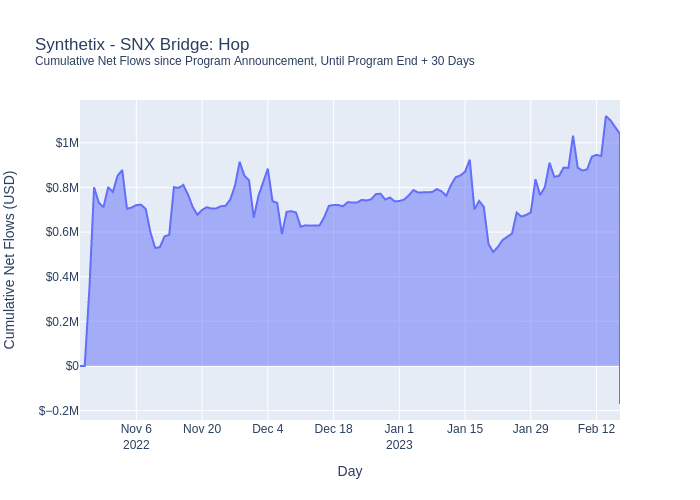 Synthetix - SNX Bridge: Hop
Cumulative Net Flows since Program Announcement, Until Program End + 30 Days
Cumulative Net Flows (USD)
$1M
$0.8M
$0.6M
$0.4M
$0.2M
$0
$−0.2M
Nov 6
2022
Nov 20
Dec 4
Dec 18
Jan 1
2023
Jan 15
Jan 29
Feb 12
Day